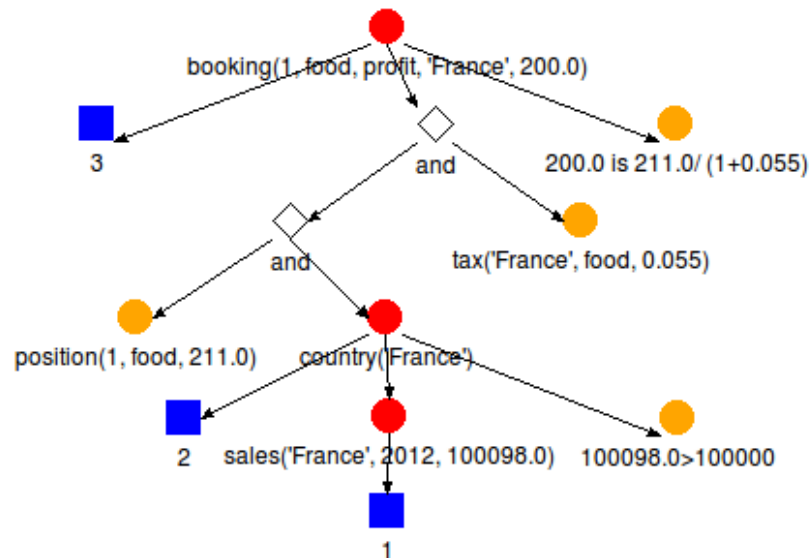 booking(1, food, profit, 'France', 200.0)
3
and
200.0 is 211.0/ (1+0.055)
and
tax('France', food, 0.055)
position(1, food, 211.0)
country('France')
2
sales('France', 2012, 100098.0)
100098.0>100000
1